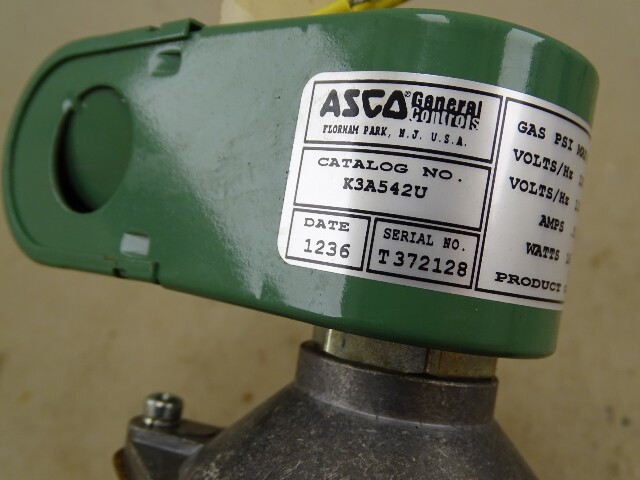 ASCO® General Controls
FLORHAM PARK, N.J. U.S.A.
CATALOG NO.
K3A542U
DATE
1236
SERIAL NO.
T372128
GAS PSI
VOLTS/Hz
VOLTS/Hz
AMPS
WATTS
PRODUCT